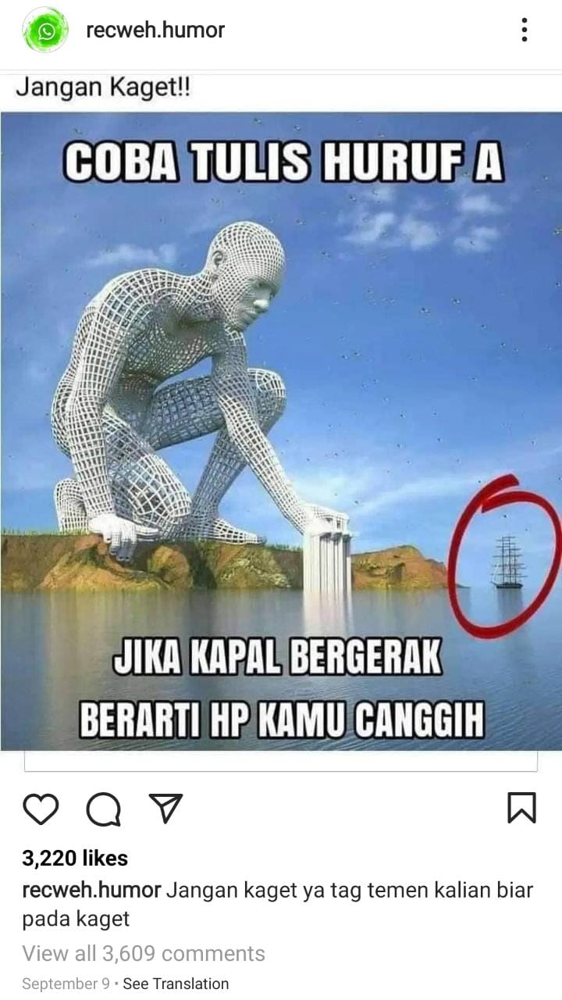 recweh.humor
Jangan Kaget!!
COBA TULIS HURUF A
JIKA KAPAL BERGERAK
BERARTI HP KAMU CANGGIH
3,220 likes
recweh.humor Jangan kaget ya tag temen kalian biar
pada kaget
View all 3,609 comments
September 9 • See Translation